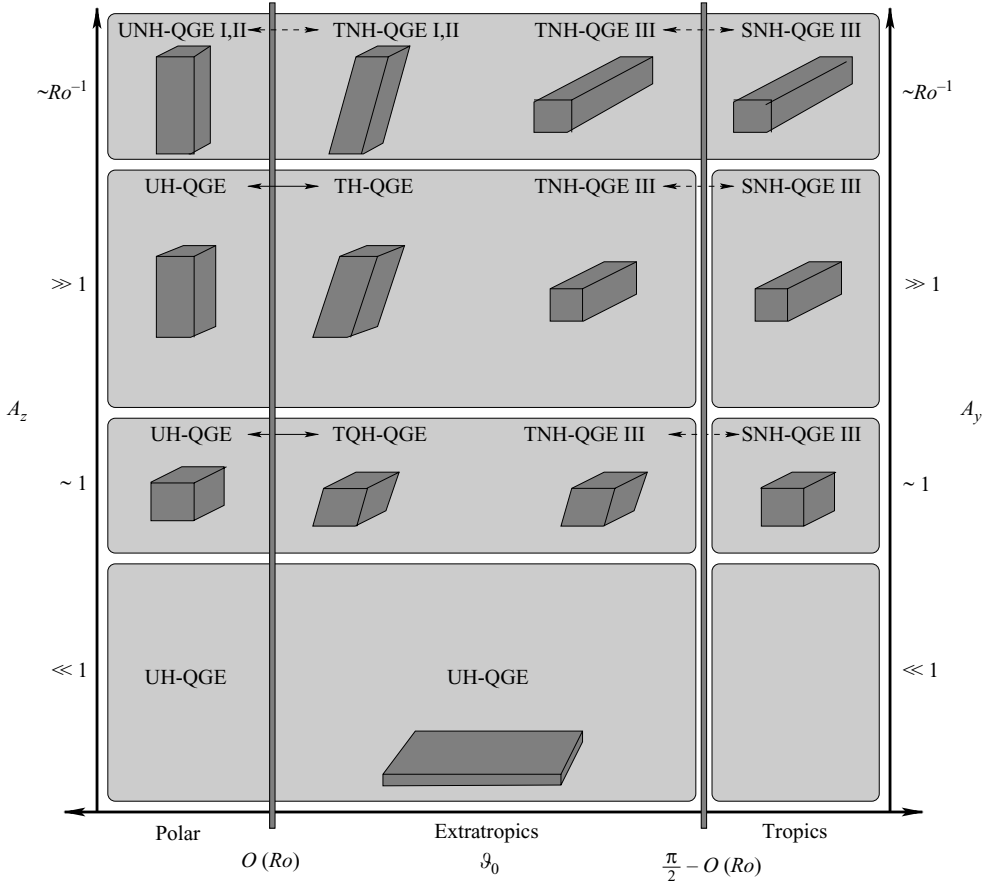 UNH-QGE I,II TNH-QGE I,II TNH-QGE III SNH-QGE III
~Ro⁻¹ ~Ro⁻¹
UH-QGE TH-QGE TNH-QGE III SNH-QGE III
≫ 1 ≫ 1
A_z A_y
UH-QGE TQH-QGE TNH-QGE III SNH-QGE III
~ 1 ~ 1
UH-QGE UH-QGE
≪ 1 ≪ 1
Polar Extratropics Tropics
O (Ro) ϑ₀ π/2 – O (Ro)